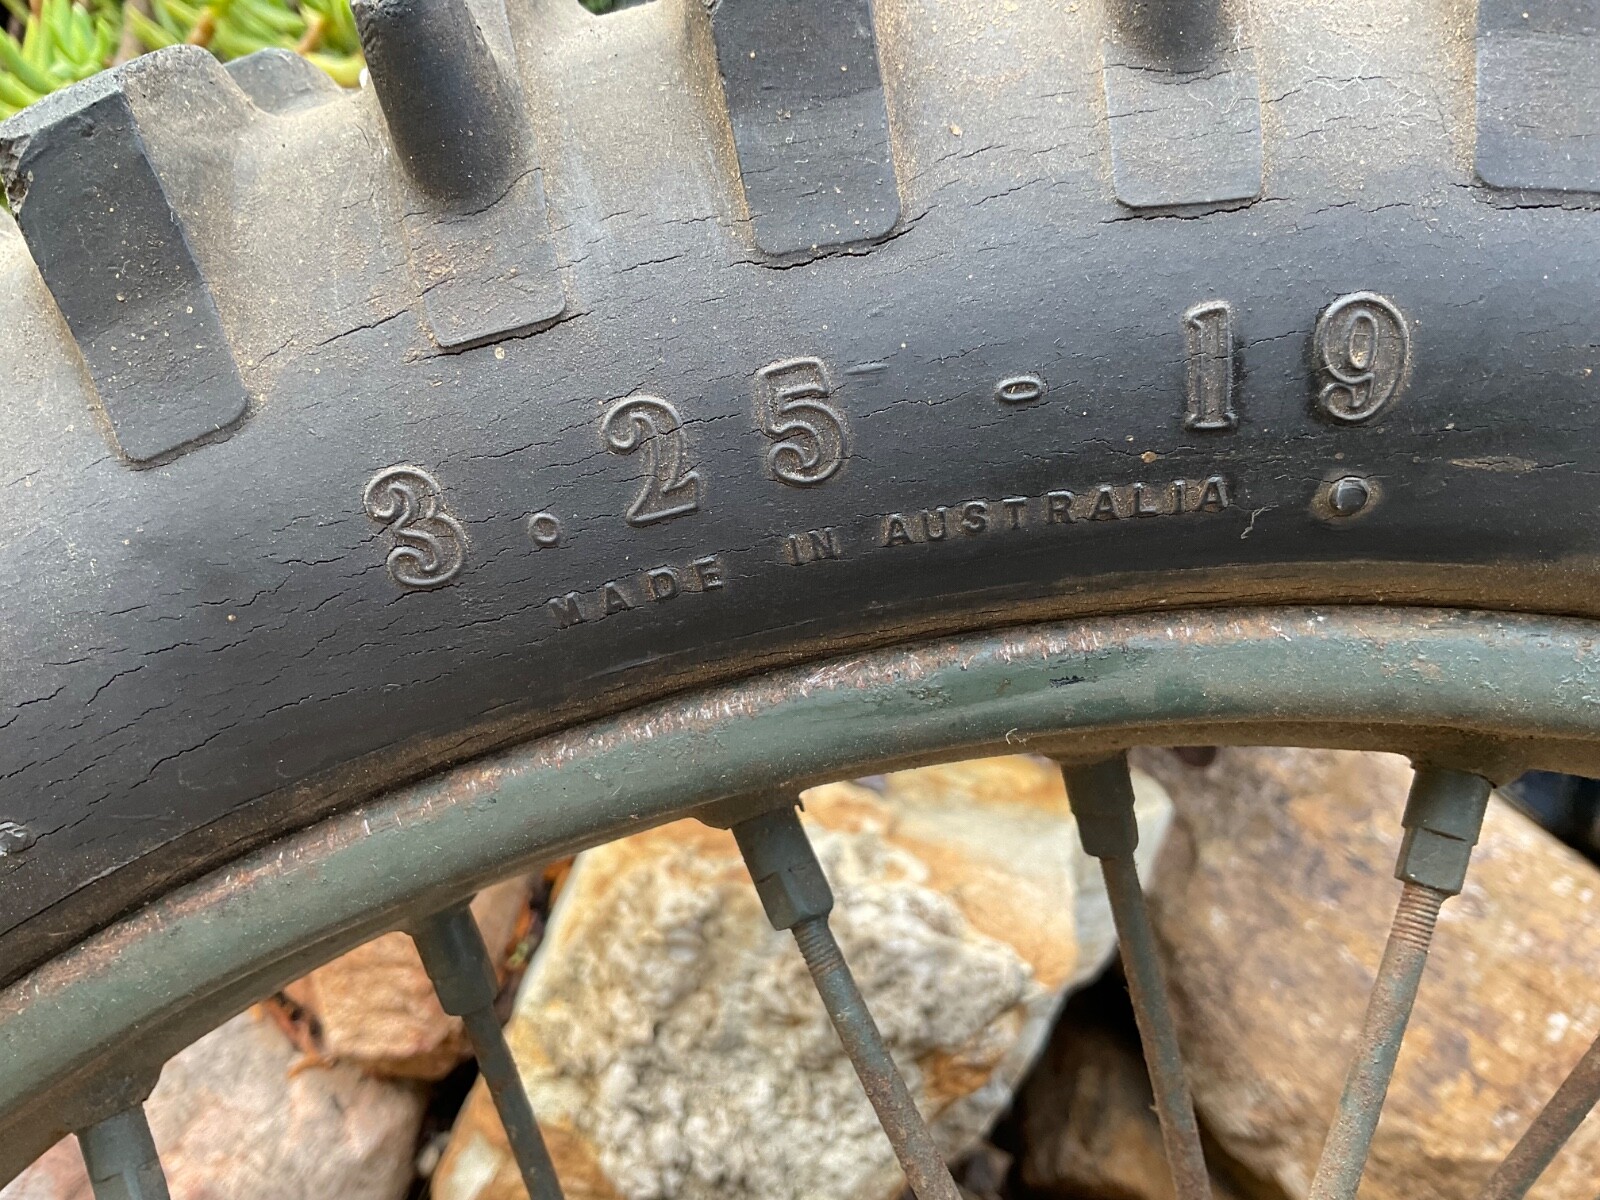 3.25 - 19
MADE IN AUSTRALIA